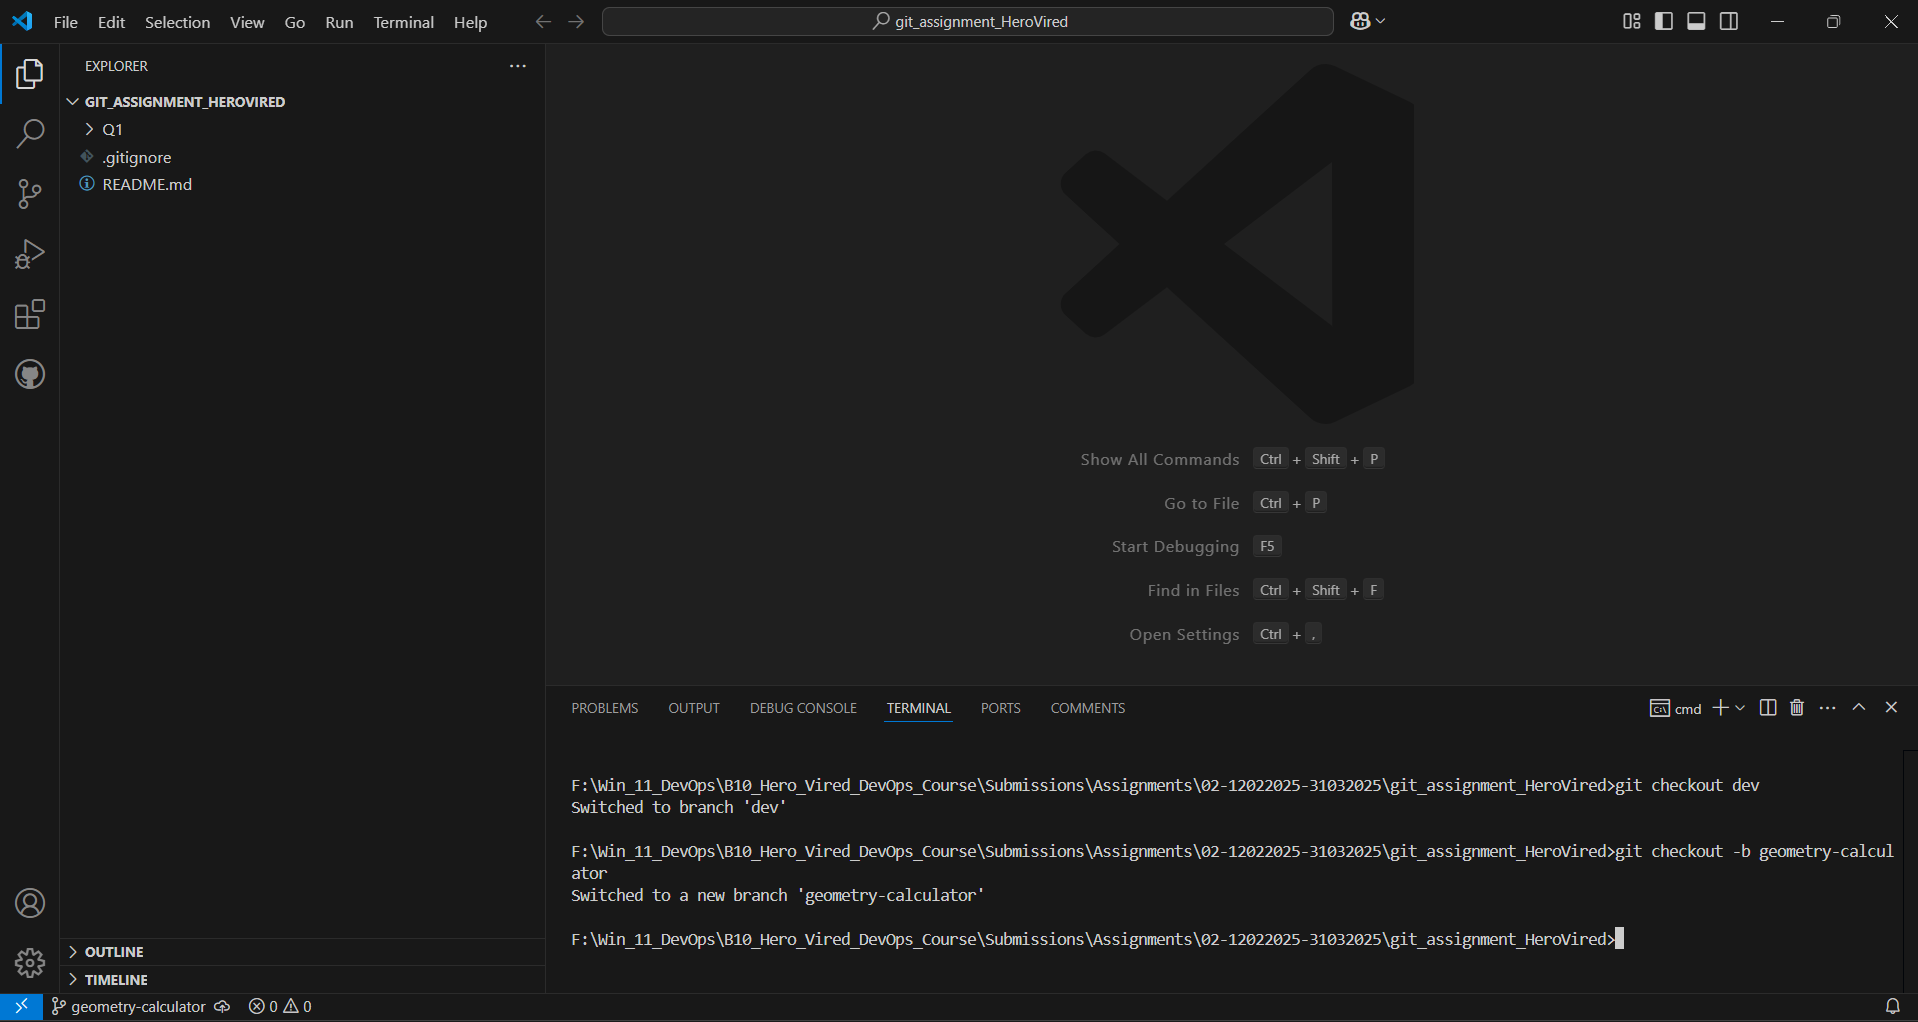 File Edit Selection View Go Run Terminal Help git_assignment_HeroVired
EXPLORER
GIT_ASSIGNMENT_HEROVIRED
Q1
.gitignore
README.md
Show All Commands Ctrl + Shift + P
Go to File Ctrl + P
Start Debugging F5
Find in Files Ctrl + Shift + F
Open Settings Ctrl + ,
PROBLEMS OUTPUT DEBUG CONSOLE TERMINAL PORTS COMMENTS cmd
F:\Win_11_DevOps\B10_Hero_Vired_DevOps_Course\Submissions\Assignments\02-12022025-31032025\git_assignment_HeroVired>git checkout dev
Switched to branch 'dev'
F:\Win_11_DevOps\B10_Hero_Vired_DevOps_Course\Submissions\Assignments\02-12022025-31032025\git_assignment_HeroVired>git checkout -b geometry-calcul
ator
Switched to a new branch 'geometry-calculator'
F:\Win_11_DevOps\B10_Hero_Vired_DevOps_Course\Submissions\Assignments\02-12022025-31032025\git_assignment_HeroVired>
OUTLINE
TIMELINE
geometry-calculator 0 0